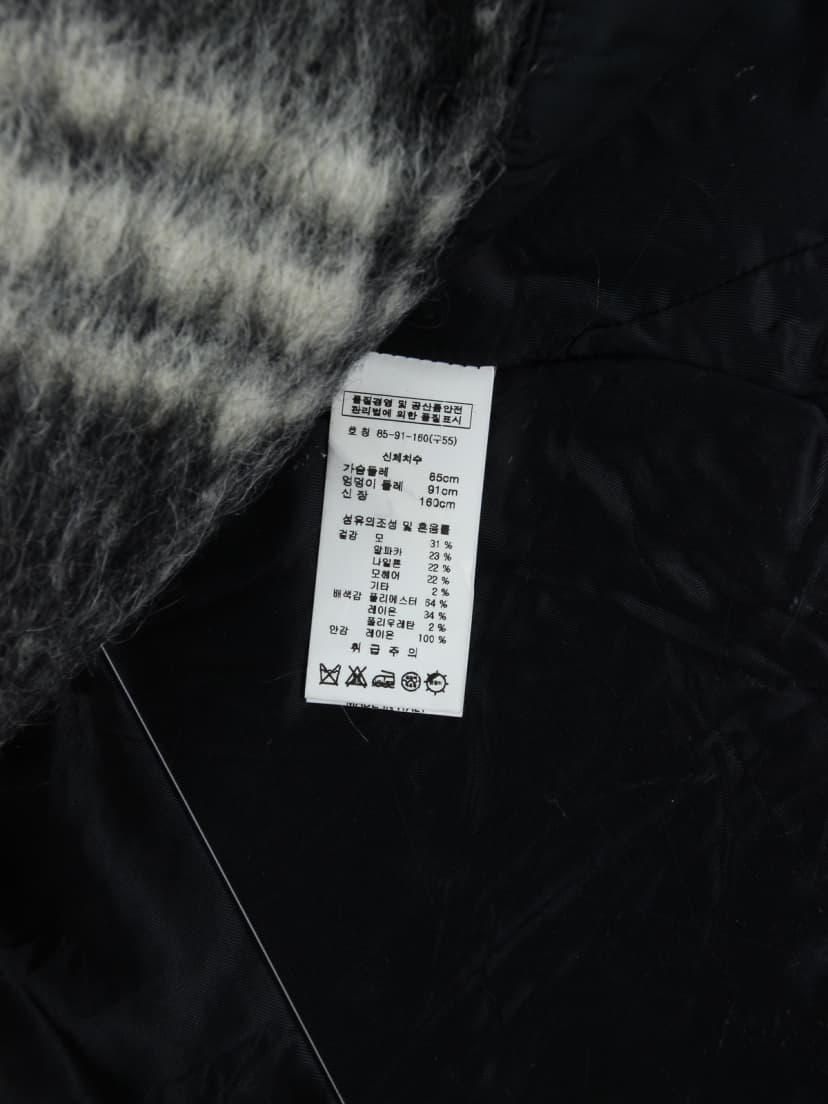 품질경영 및 공산품안전
관리법에 의한 품질표시
호 칭 85-91-160(구55)
신체치수
가슴둘레 85cm
엉덩이 둘레 91cm
신 장 160cm
섬유의조성 및 혼용률
겉감 모 31 %
알파카 23 %
나일론 22 %
모헤어 22 %
기타 2 %
배색감 폴리에스터 64 %
레이온 34 %
폴리우레탄 2 %
안감 레이온 100 %
취 급 주 의
MADE IN ITALY